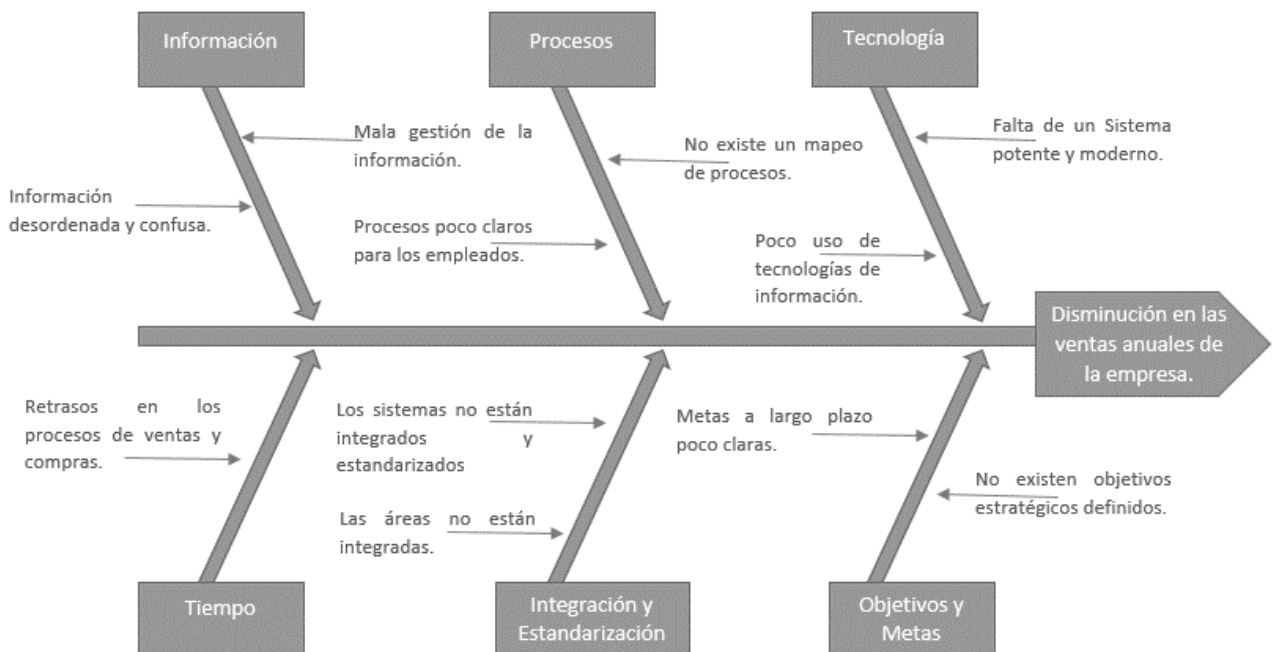 Información
Procesos
Tecnología
Mala gestión de la
información.
No existe un mapeo
de procesos.
Falta de un Sistema
potente y moderno.
Información
desordenada y confusa.
Procesos poco claros
para los empleados.
Poco uso de
tecnologías de
información.
Disminución en las
ventas anuales de
la empresa.
Retrasos en los
procesos de ventas y
compras.
Los sistemas no están
integrados y
estandarizados
Metas a largo plazo
poco claras.
Las áreas no están
integradas.
No existen objetivos
estratégicos definidos.
Tiempo
Integración y
Estandarización
Objetivos y
Metas